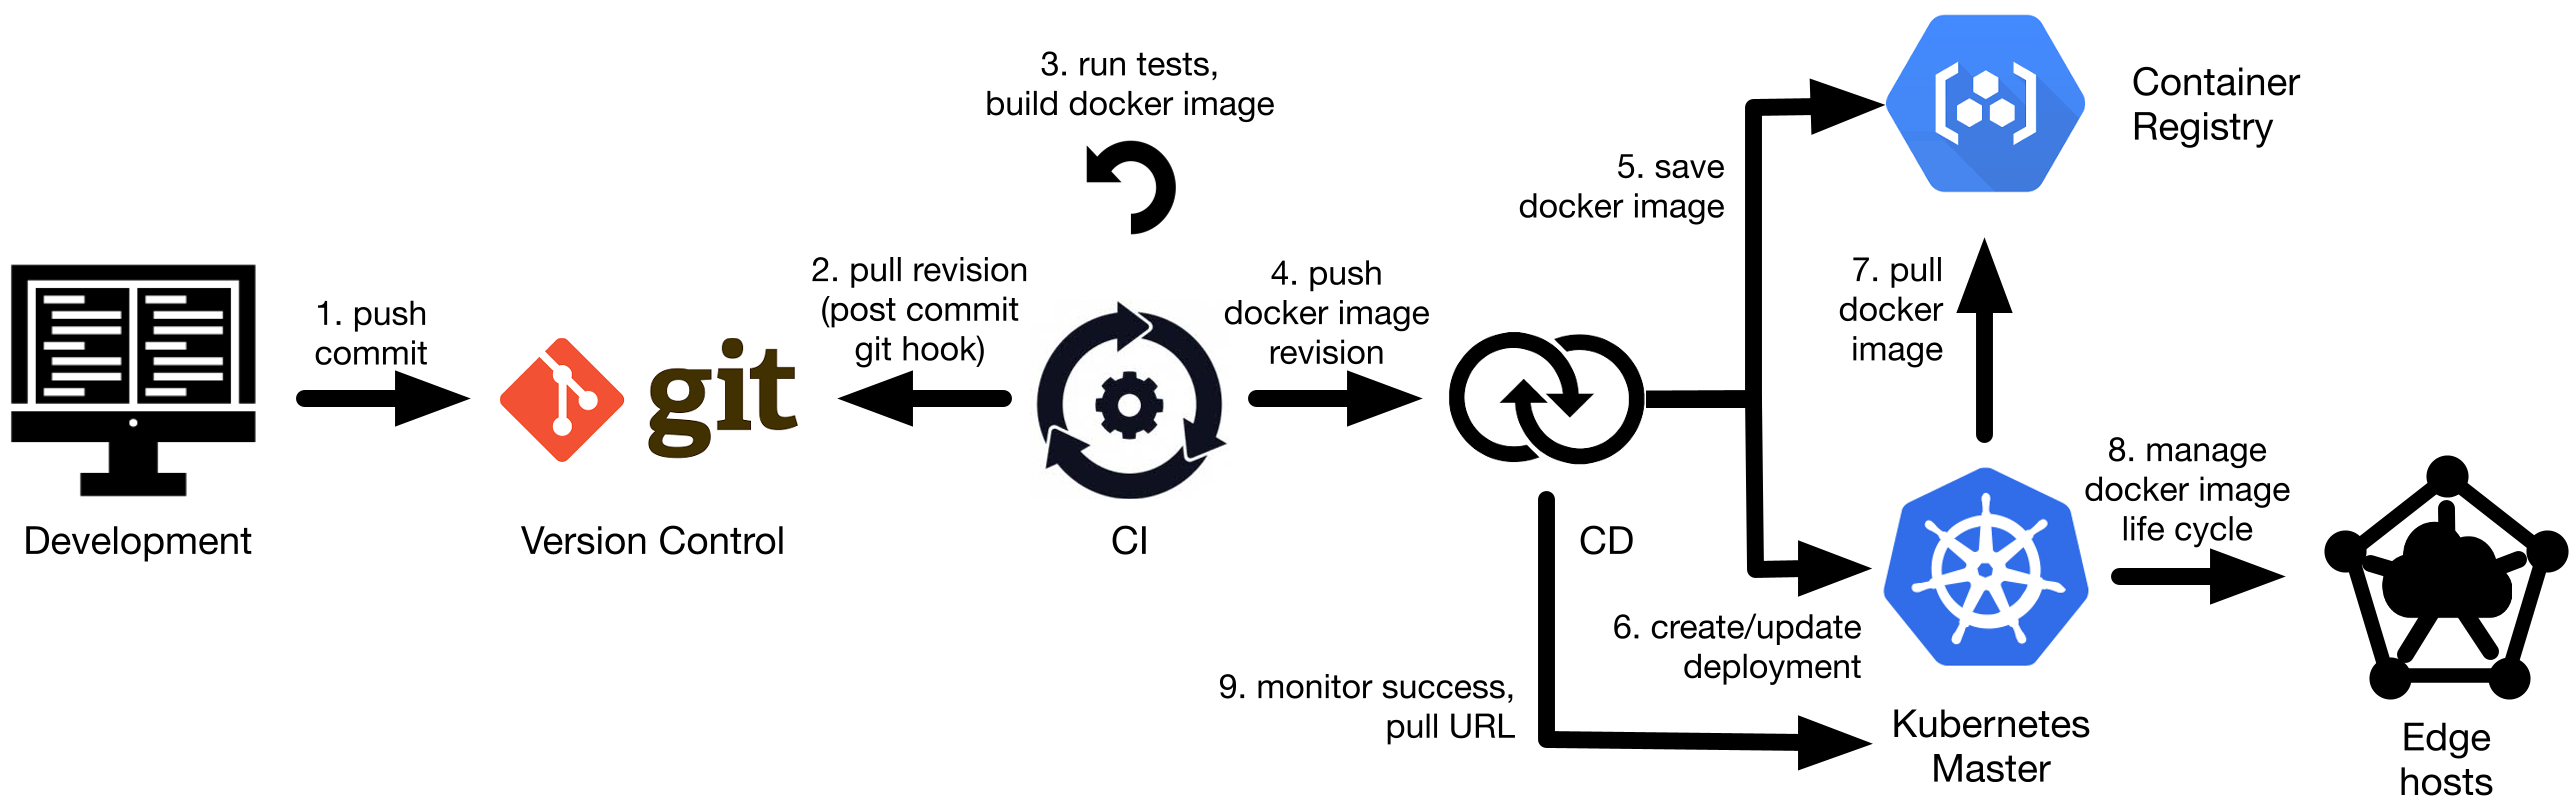 3. run tests,
build docker image
Container
Registry
5. save
docker image
1. push
commit
2. pull revision
(post commit
git hook)
4. push
docker image
revision
7. pull
docker
image
git
8. manage
docker image
life cycle
Development
Version Control
CI
CD
6. create/update
deployment
9. monitor success,
pull URL
Kubernetes
Master
Edge
hosts